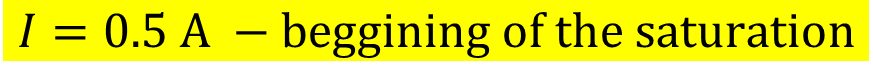 I = 0.5 A − beggining of the saturation